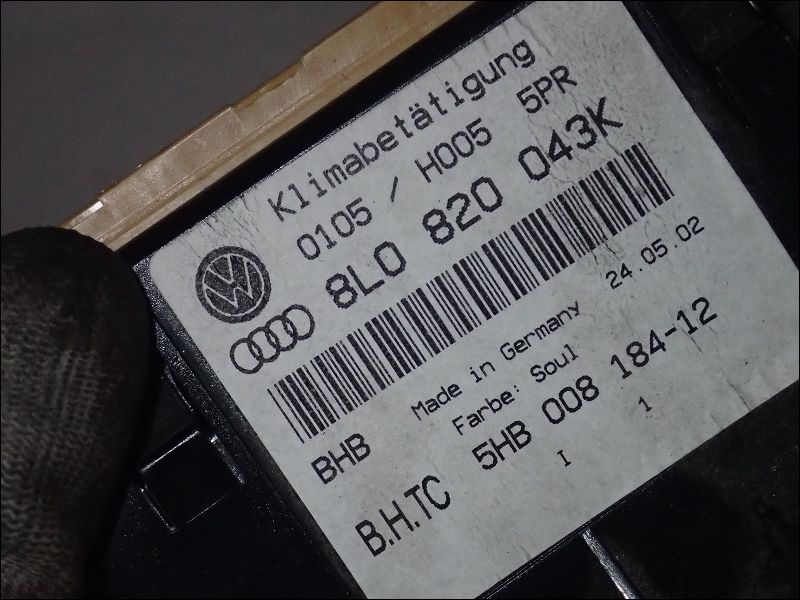 Klimabetätigung
0105 / H005 5PR
8L0 820 043K
Made in Germany 24.05.02
Farbe: Soul
BHB 5HB 008 184-12
B.H.TC I 1